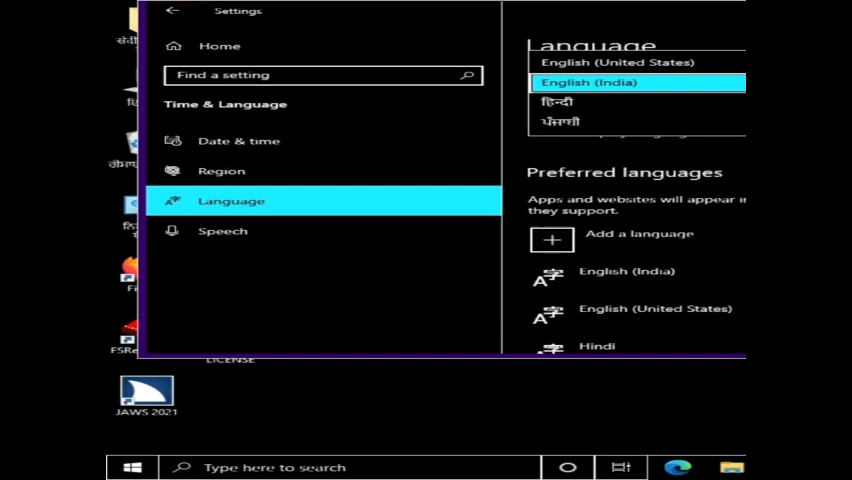 Settings
Home
Find a setting
Time & Language
Date & time
Region
Language
Speech
Language
English (United States)
English (India)
हिन्दी
ਪੰਜਾਬੀ
Preferred languages
Apps and websites will appear in
they support.
Add a language
English (India)
English (United States)
Hindi
LICENSE
JAWS 2021
Type here to search